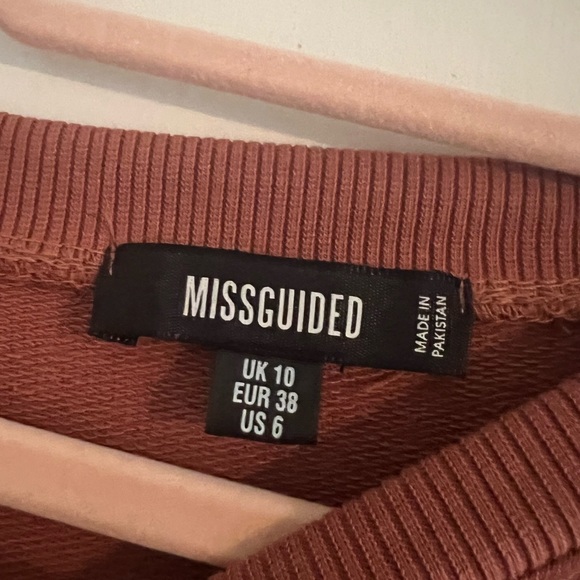 MISSGUIDED
MADE IN
PAKISTAN
UK 10
EUR 38
US 6